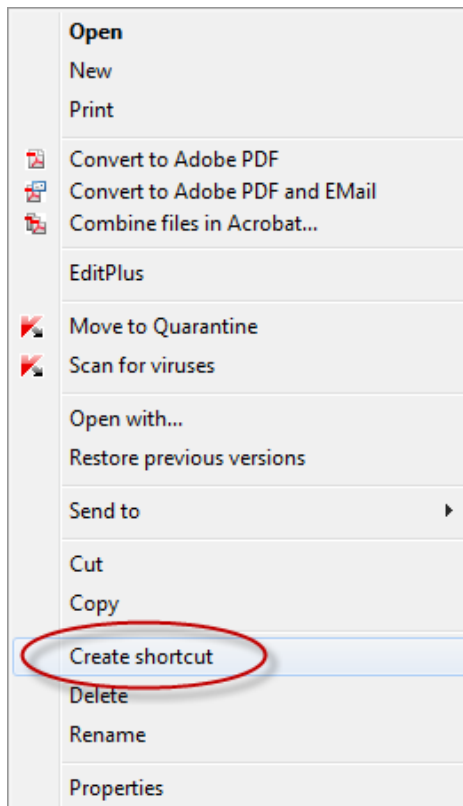 Open
New
Print
Convert to Adobe PDF
Convert to Adobe PDF and EMail
Combine files in Acrobat...
EditPlus
Move to Quarantine
Scan for viruses
Open with...
Restore previous versions
Send to
Cut
Copy
Create shortcut
Delete
Rename
Properties